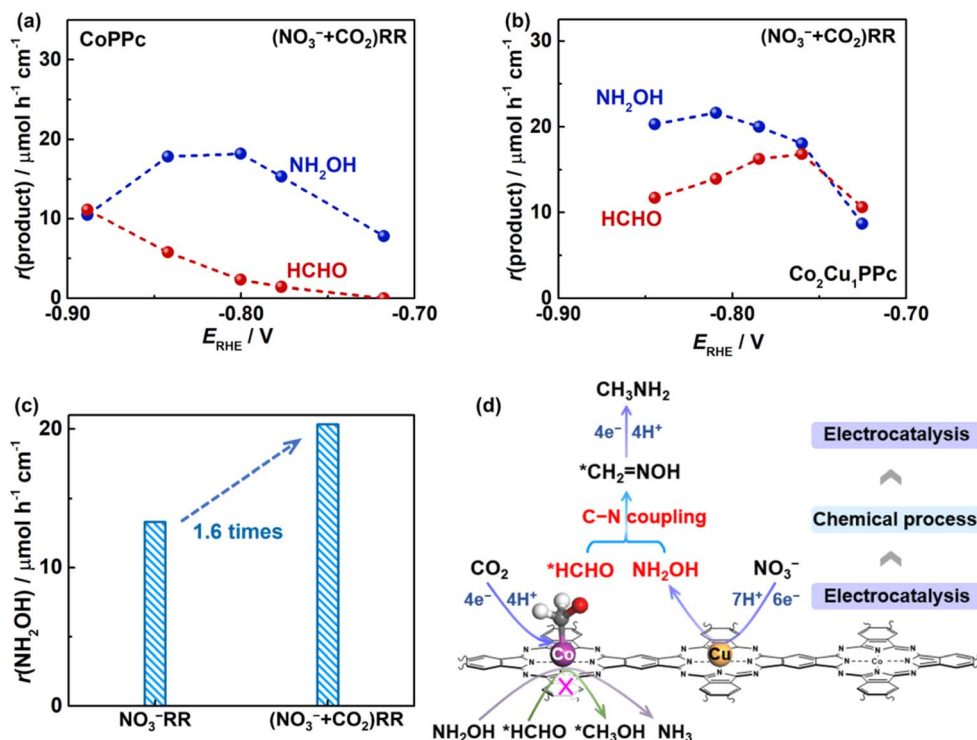 (a)
CoPPc
(NO₃⁻+CO₂)RR
30
20
10
0
NH₂OH
HCHO
-0.90
-0.80
-0.70
r(product) / μmol h⁻¹ cm⁻¹
E_RHE / V
(b)
(NO₃⁻+CO₂)RR
30
20
10
0
NH₂OH
HCHO
Co₂Cu₁PPc
-0.90
-0.80
-0.70
r(product) / μmol h⁻¹ cm⁻¹
E_RHE / V
(c)
20
10
0
1.6 times
NO₃⁻RR
(NO₃⁻+CO₂)RR
r(NH₂OH) / μmol h⁻¹ cm⁻¹
(d)
CH₃NH₂
4e⁻ 4H⁺
Electrocatalysis
*CH₂=NOH
C−N coupling
Chemical process
CO₂
*HCHO
NH₂OH
NO₃⁻
4e⁻ 4H⁺
7H⁺ 6e⁻
Electrocatalysis
Co
Cu
Co
X
NH₂OH *HCHO *CH₃OH NH₃